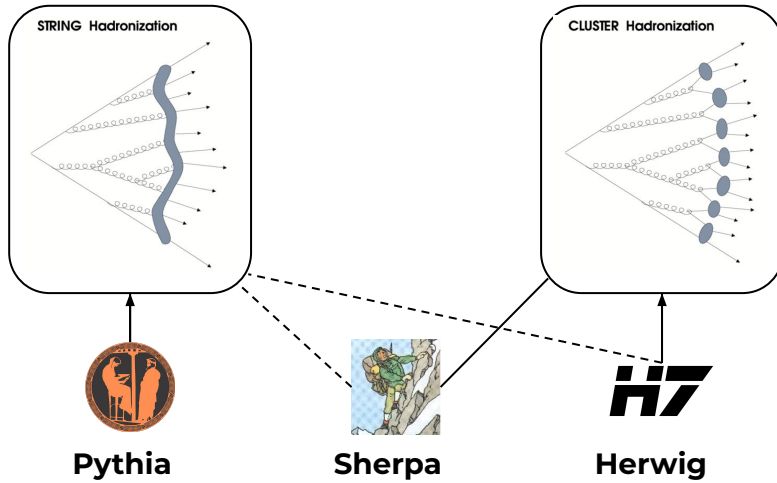 STRING Hadronization
CLUSTER Hadronization
H7
Pythia
Sherpa
Herwig